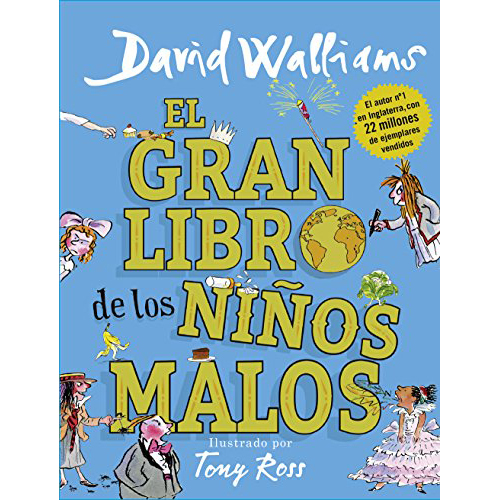 David Walliams
El autor nº1
en Inglaterra, con
22 millones
de ejemplares
vendidos
EL
GRAN
LIBRO
de los NIÑOS
MALOS
Ilustrado por
Tony Ross